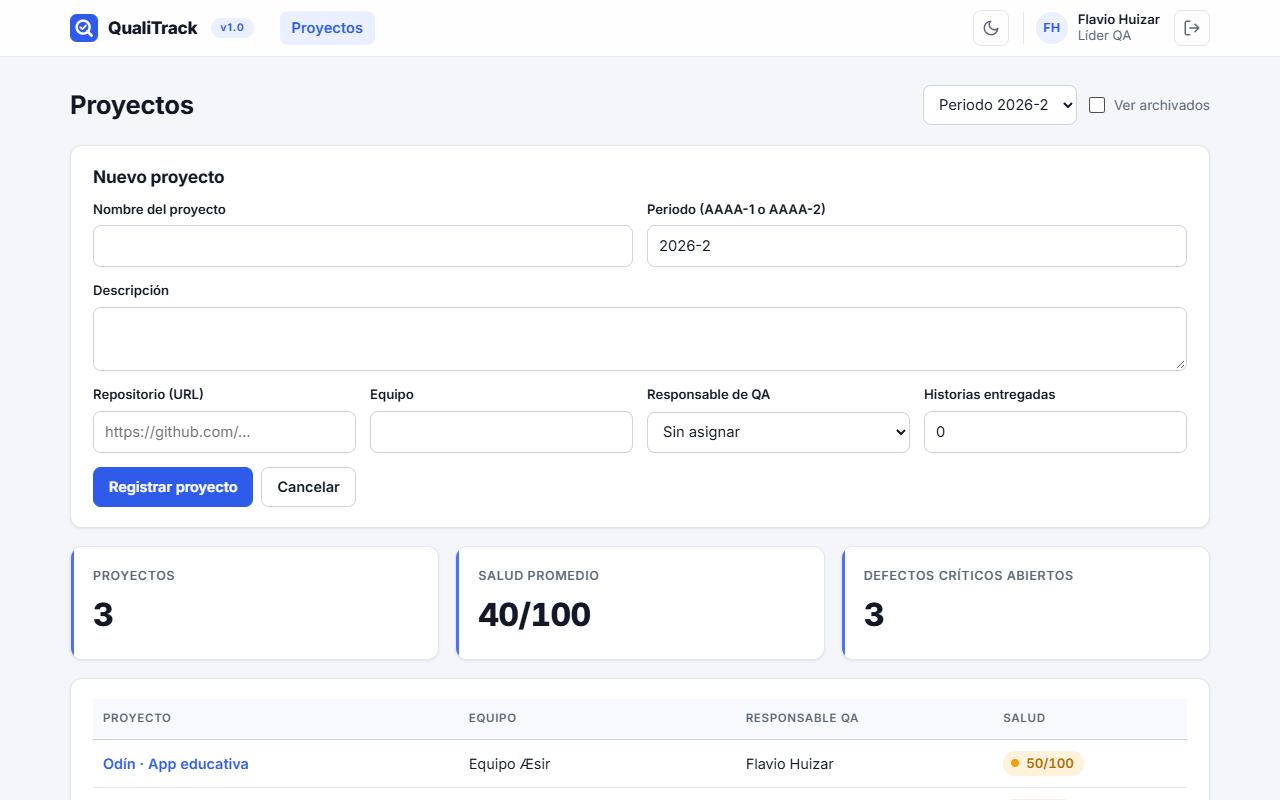 QualiTrack v1.0 Proyectos FH Flavio Huizar
Líder QA
Proyectos Periodo 2026-2 Ver archivados
Nuevo proyecto
Nombre del proyecto Periodo (AAAA-1 o AAAA-2)
2026-2
Descripción
Repositorio (URL) Equipo Responsable de QA Historias entregadas
https://github.com/... Sin asignar 0
Registrar proyecto Cancelar
PROYECTOS SALUD PROMEDIO DEFECTOS CRÍTICOS ABIERTOS
3 40/100 3
PROYECTO EQUIPO RESPONSABLE QA SALUD
Odín · App educativa Equipo Æsir Flavio Huizar 50/100